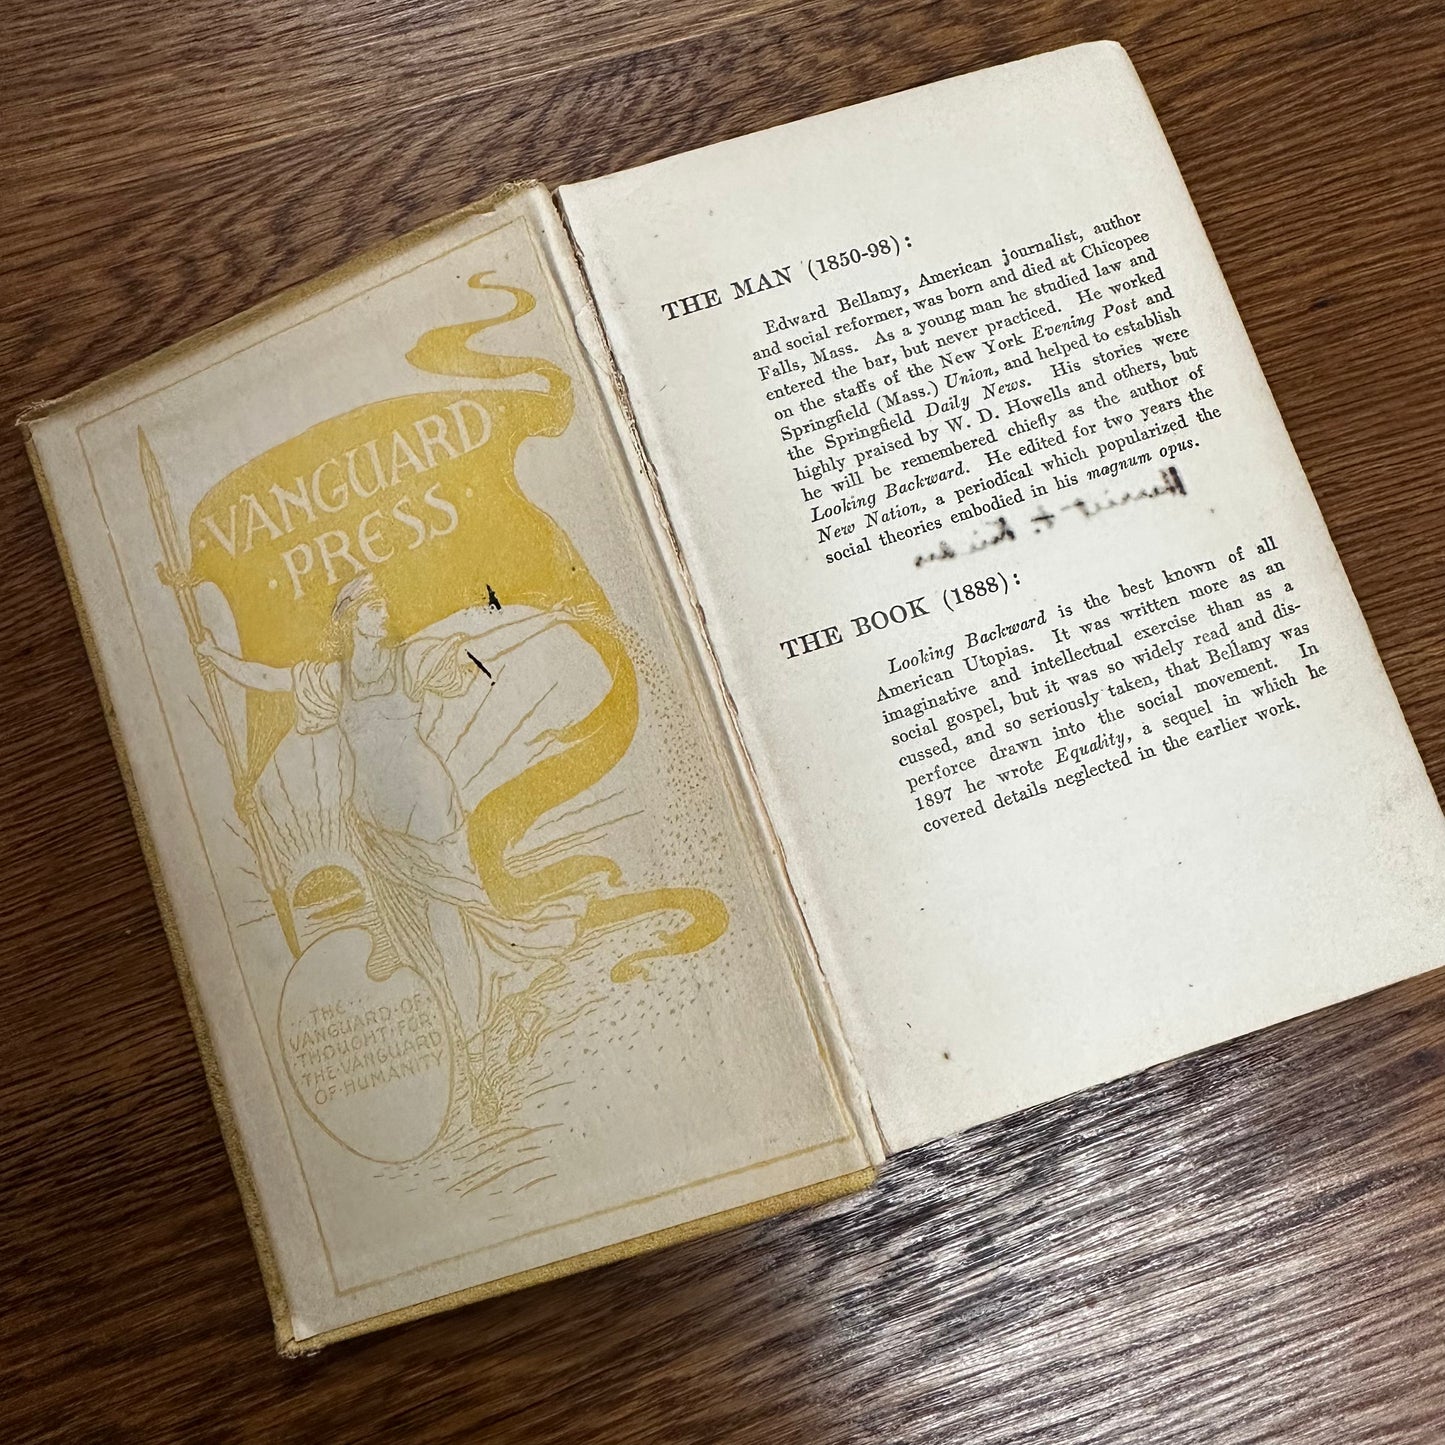 ·VANGUARD·
·PRESS·
·THE···
VANGUARD·OF·
·THOUGHT:FOR·
·THE·VANGUARD
OF·HUMANITY
THE MAN (1850-98):
Edward Bellamy, American journalist, author
and social reformer, was born and died at Chicopee
Falls, Mass. As a young man he studied law and
entered the bar, but never practiced. He worked
on the staffs of the New York Evening Post and
Springfield (Mass.) Union, and helped to establish
the Springfield Daily News. His stories were
highly praised by W. D. Howells and others, but
he will be remembered chiefly as the author of
Looking Backward. He edited for two years the
New Nation, a periodical which popularized the
social theories embodied in his magnum opus.
THE BOOK (1888):
Looking Backward is the best known of all
American Utopias. It was written more as an
imaginative and intellectual exercise than as a
social gospel, but it was so widely read and dis-
cussed, and so seriously taken, that Bellamy was
perforce drawn into the social movement. In
1897 he wrote Equality, a sequel in which he
covered details neglected in the earlier work.